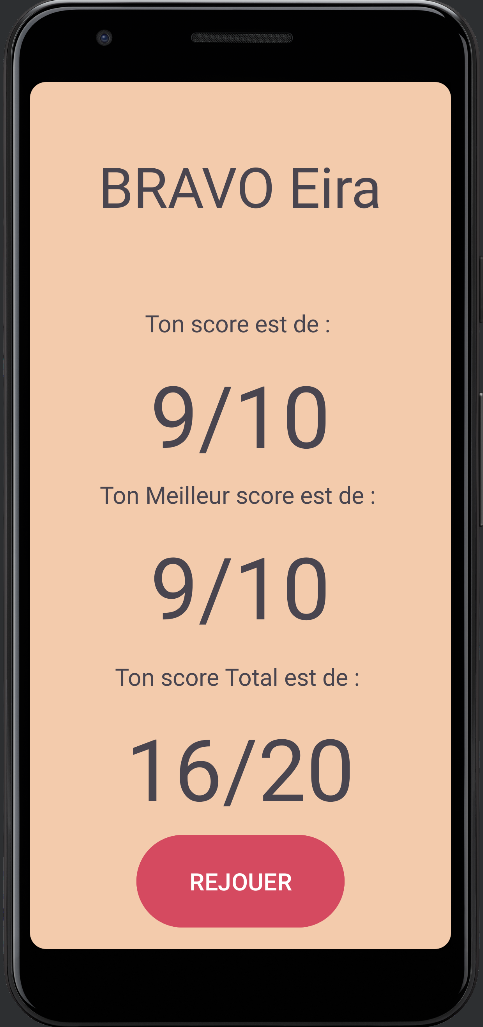 BRAVO Eira
Ton score est de :
9/10
Ton Meilleur score est de :
9/10
Ton score Total est de :
16/20
REJOUER